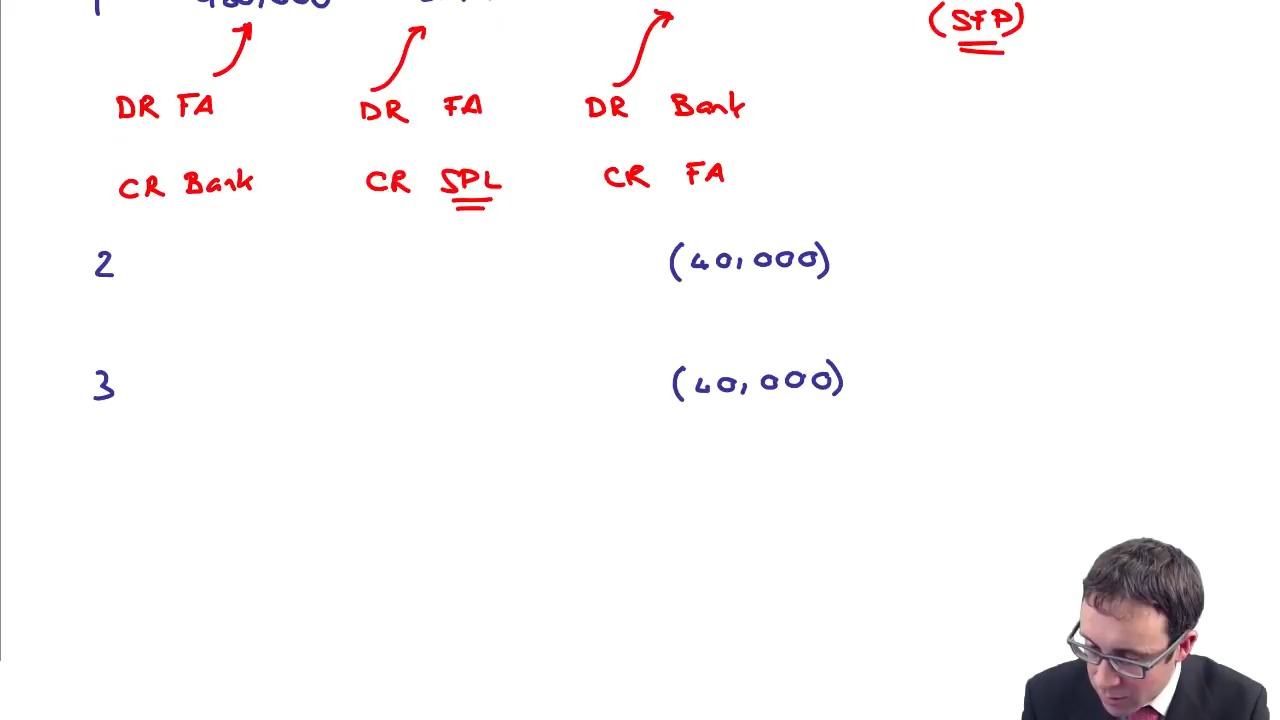 (SFP)
DR FA DR FA DR Bank
CR Bank CR SPL CR FA
2 (40,000)
3 (40,000)